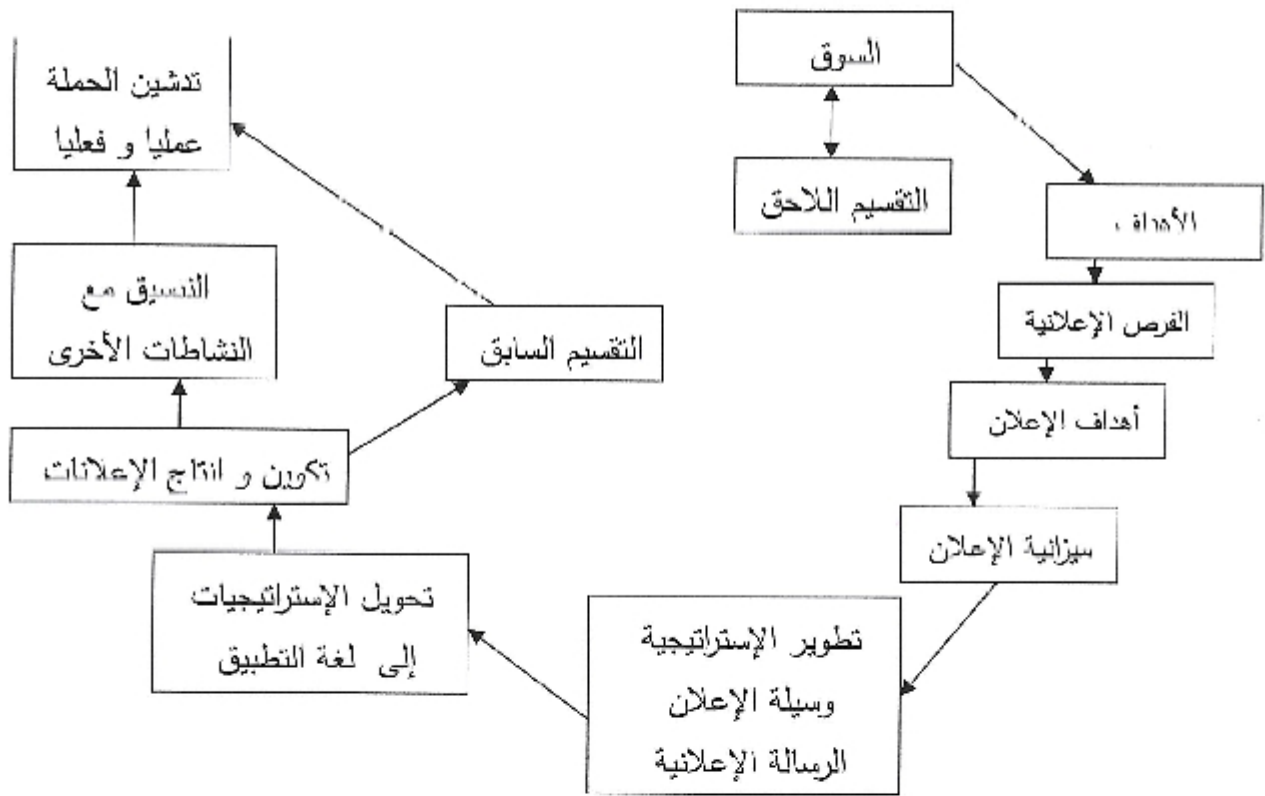 السوق
التقسيم اللاحق
الأهداف
الفرص الإعلانية
أهداف الإعلان
ميزانية الإعلان
تطوير الإستراتيجية
وسيلة الإعلان
الرسالة الإعلانية
تحويل الإستراتيجيات
إلى لغة التطبيق
تكوين و انتاج الإعلانات
التقسيم السابق
التنسيق مع
النشاطات الأخرى
تدشين الحملة
عمليا و فعليا